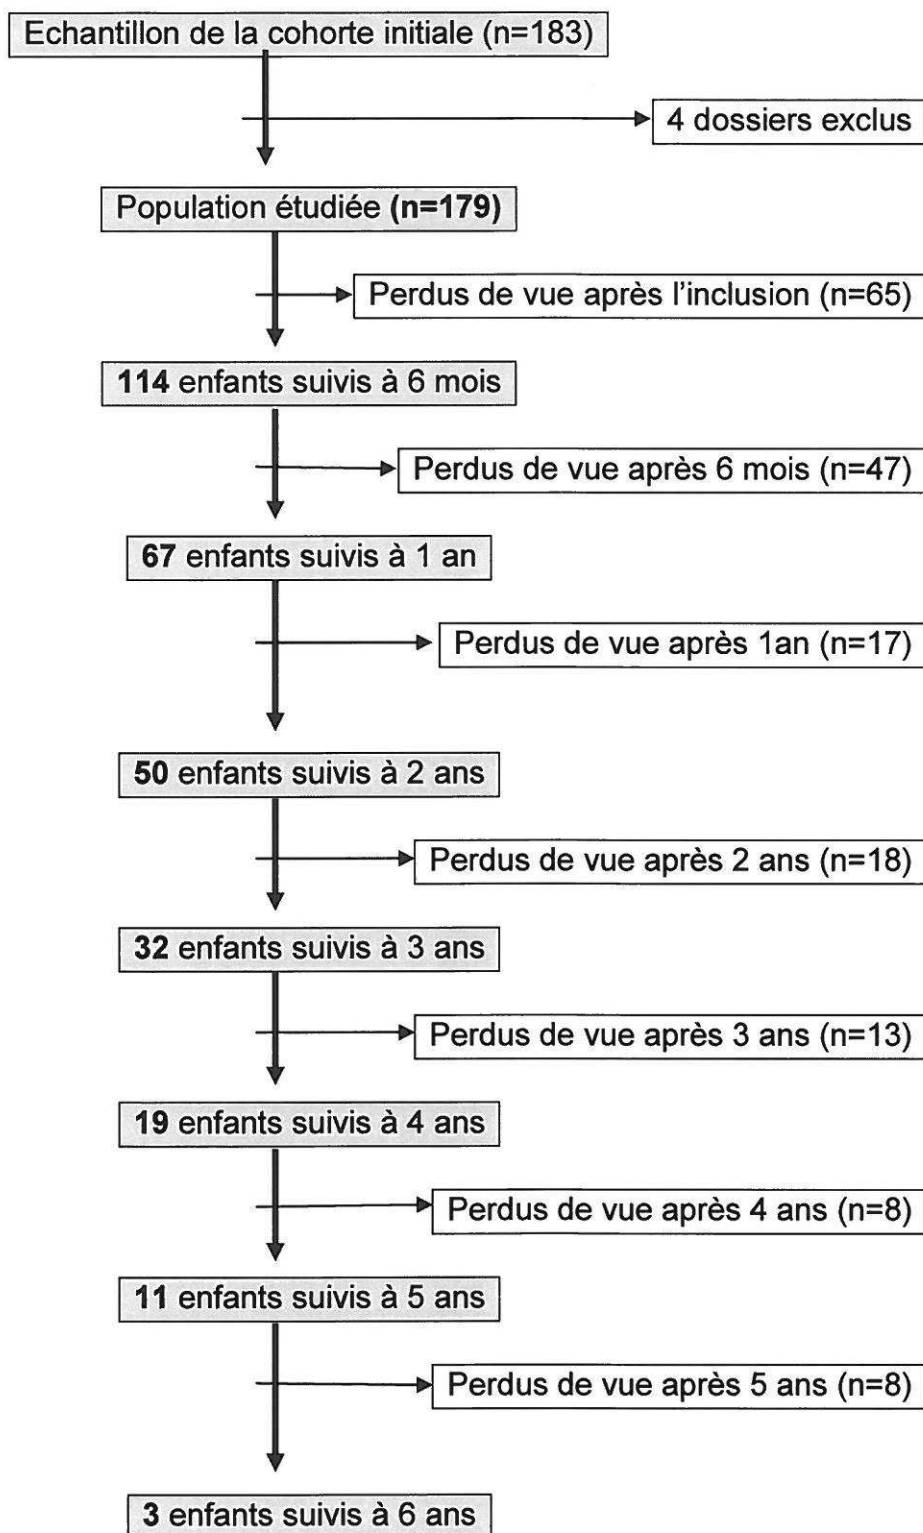 Echantillon de la cohorte initiale (n=183)
4 dossiers exclus
Population étudiée (n=179)
Perdus de vue après l'inclusion (n=65)
114 enfants suivis à 6 mois
Perdus de vue après 6 mois (n=47)
67 enfants suivis à 1 an
Perdus de vue après 1an (n=17)
50 enfants suivis à 2 ans
Perdus de vue après 2 ans (n=18)
32 enfants suivis à 3 ans
Perdus de vue après 3 ans (n=13)
19 enfants suivis à 4 ans
Perdus de vue après 4 ans (n=8)
11 enfants suivis à 5 ans
Perdus de vue après 5 ans (n=8)
3 enfants suivis à 6 ans